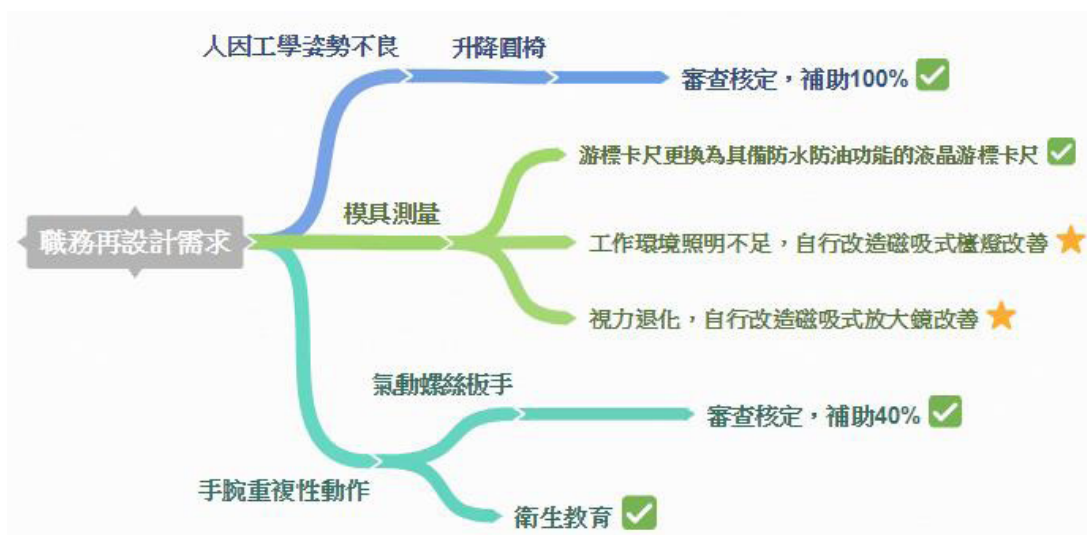 職務再設計需求
人因工學姿勢不良
升降圓椅
審查核定，補助100%
模具測量
游標卡尺更換為具備防水防油功能的液晶游標卡尺
工作環境照明不足，自行改造磁吸式檯燈改善
視力退化，自行改造磁吸式放大鏡改善
手腕重複性動作
氣動螺絲板手
審查核定，補助40%
衛生教育